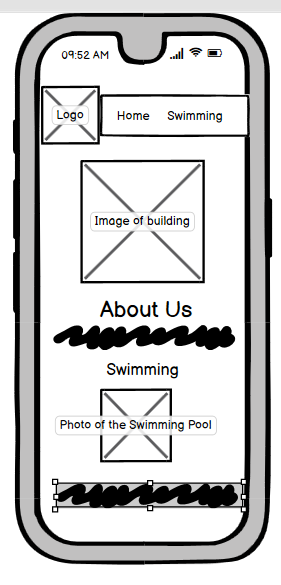 09:52 AM
Logo
Home Swimming
Image of building
About Us
Swimming
Photo of the Swimming Pool